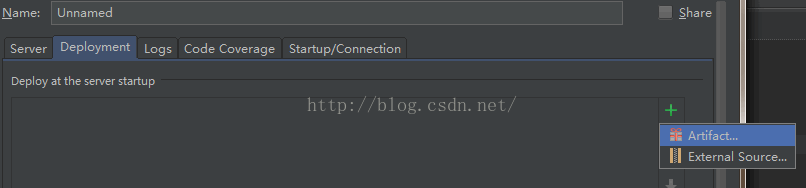 Name: Unnamed Share
Server Deployment Logs Code Coverage Startup/Connection
Deploy at the server startup
http://blog.csdn.net/
Artifact...
External Source...